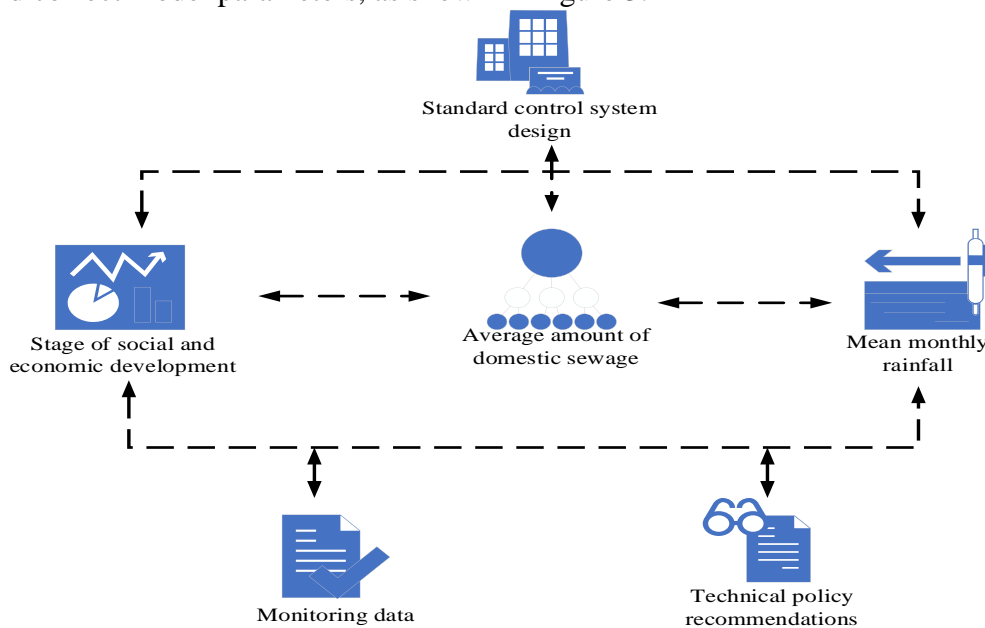 Standard control system
design
Stage of social and
economic development
Average amount of
domestic sewage
Mean monthly
rainfall
Monitoring data
Technical policy
recommendations